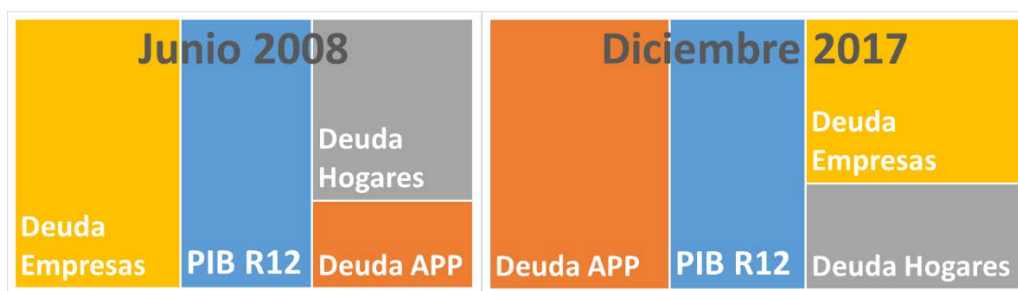 Junio 2008
Deuda
Hogares
Deuda
Empresas
PIB R12
Deuda APP
Diciembre 2017
Deuda
Empresas
Deuda APP
PIB R12
Deuda Hogares